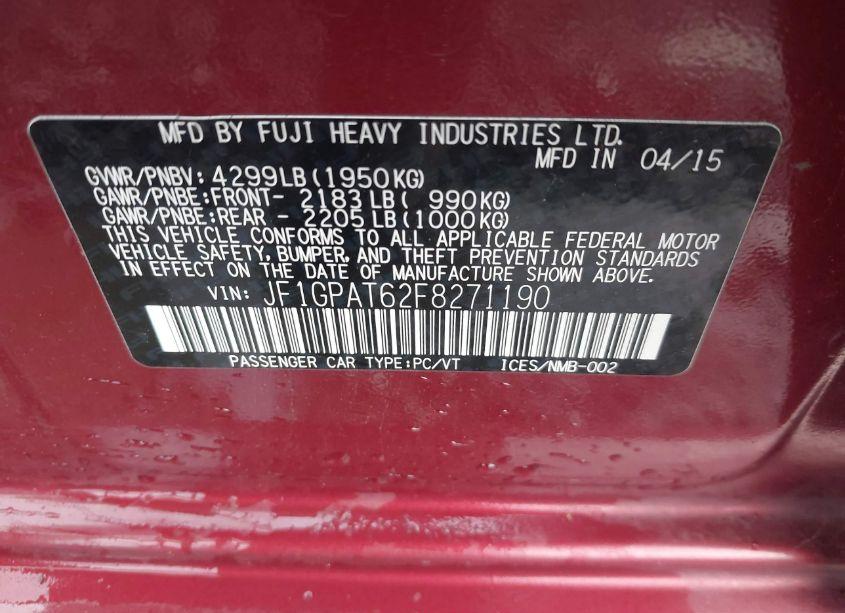 MFD BY FUJI HEAVY INDUSTRIES LTD.
MFD IN 04/15
GVWR/PNBV: 4299LB(1950KG)
GAWR/PNBE:FRONT- 2183LB( 990KG)
GAWR/PNBE:REAR - 2205LB(1000KG)
THIS VEHICLE CONFORMS TO ALL APPLICABLE FEDERAL MOTOR
VEHICLE SAFETY, BUMPER, AND THEFT PREVENTION STANDARDS
IN EFFECT ON THE DATE OF MANUFACTURE SHOWN ABOVE.
VIN: JF1GPAT62F8271190
PASSENGER CAR TYPE:PC/VT ICES/NMB-002